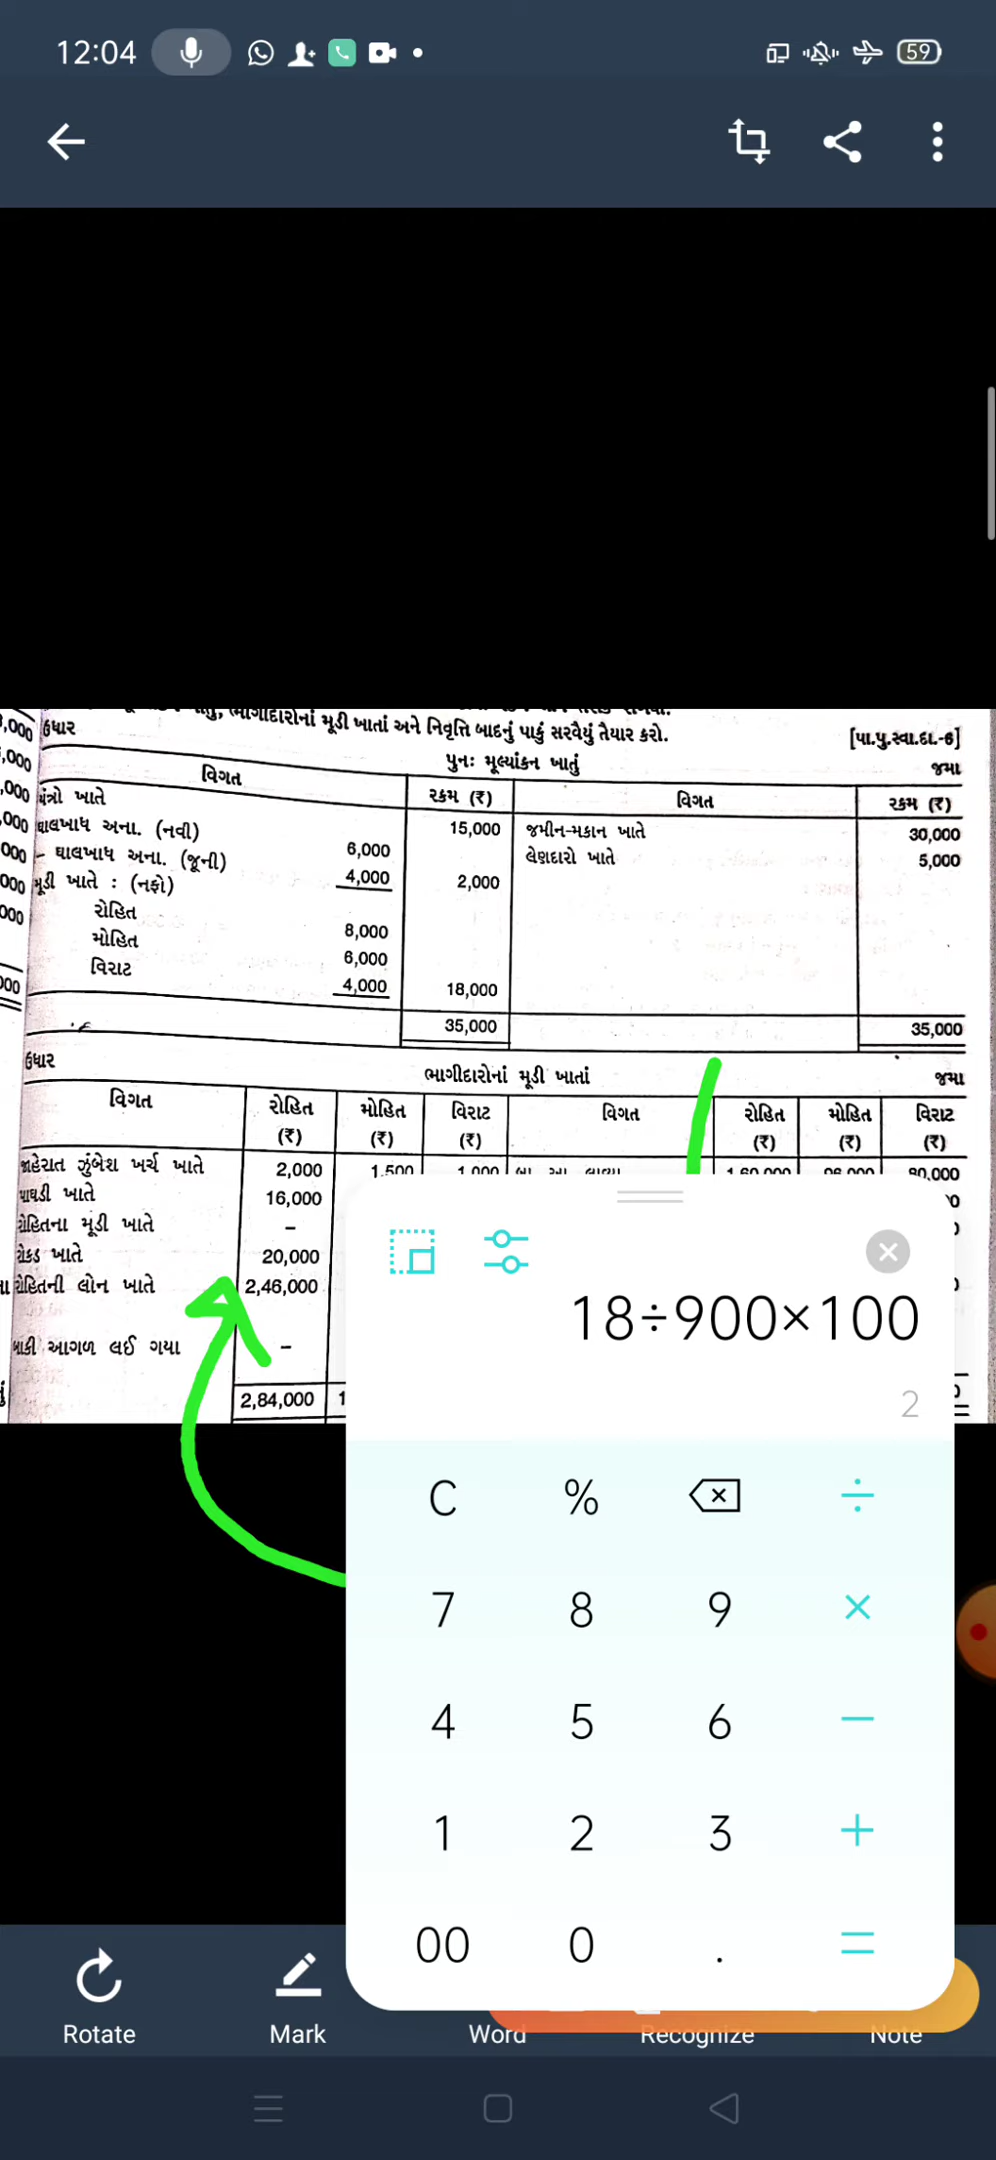 12:04
59
ભાગીદારોનાં મૂડી ખાતાં અને નિવૃત્તિ બાદનું પાકું સરવૈયું તૈયાર કરો.
[પા.પુ.સ્વા.દા.-6]
ઉધાર પુનઃ મૂલ્યાંકન ખાતું જમા
વિગત રકમ (₹) વિગત રકમ (₹)
યંત્રો ખાતે 15,000 જમીન-મકાન ખાતે 30,000
ઘાલખાધ અના. (નવી) 6,000 લેણદારો ખાતે 5,000
– ઘાલખાધ અના. (જૂની) 4,000 2,000
મૂડી ખાતે : (નફો)
રોહિત 8,000
મોહિત 6,000
વિરાટ 4,000 18,000
35,000 35,000
ઉધાર ભાગીદારોનાં મૂડી ખાતાં જમા
વિગત રોહિત મોહિત વિરાટ વિગત રોહિત મોહિત વિરાટ
(₹) (₹) (₹) (₹) (₹) (₹)
જાહેરાત ઝુંબેશ ખર્ચ ખાતે 2,000 1,500 1,000
પાઘડી ખાતે 16,000
રોહિતના મૂડી ખાતે –
રોકડ ખાતે 20,000
રોહિતની લોન ખાતે 2,46,000
બાકી આગળ લઈ ગયા –
2,84,000
18÷900×100
2
C % ÷
7 8 9 ×
4 5 6 −
1 2 3 +
00 0 . =
Rotate Mark Word Recognize Note